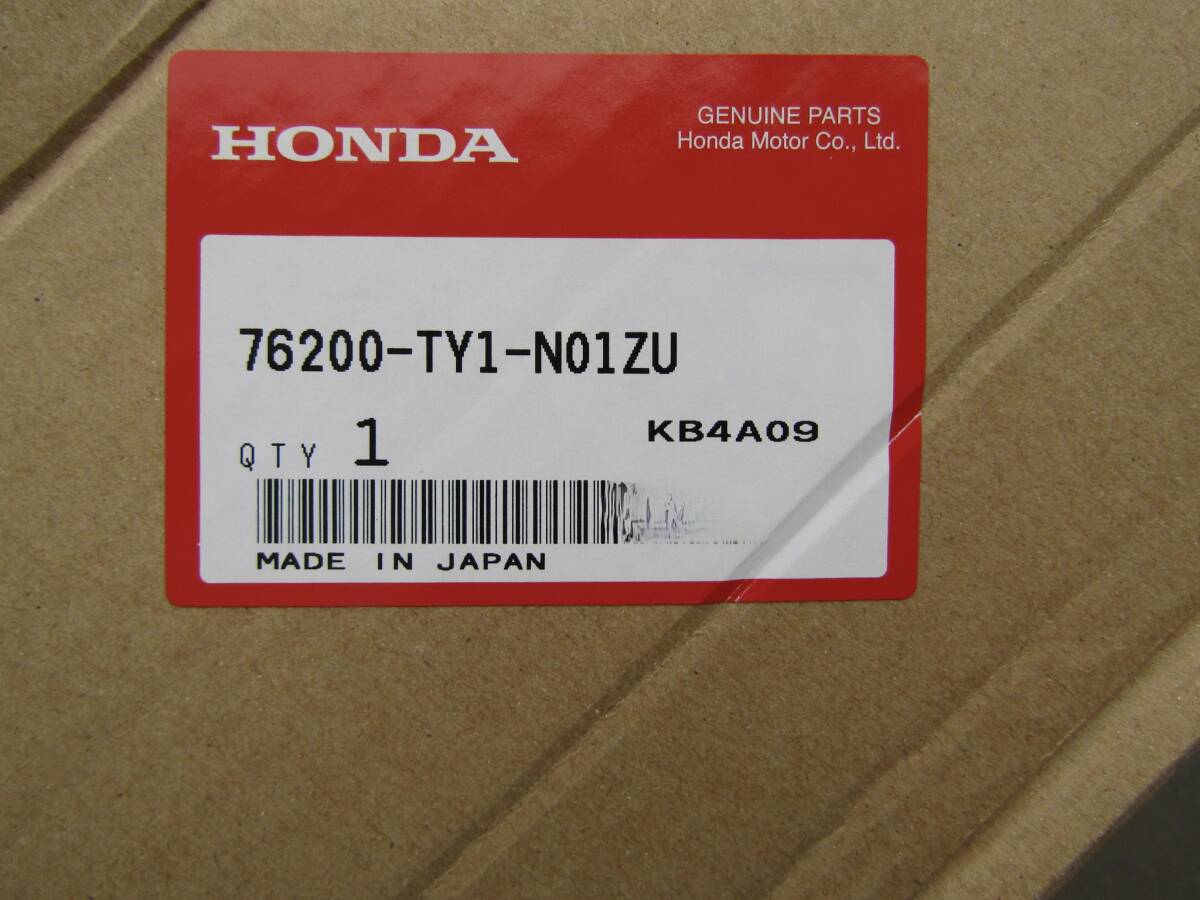 HONDA
GENUINE PARTS
Honda Motor Co., Ltd.
76200-TY1-N01ZU
QTY 1
KB4A09
MADE IN JAPAN